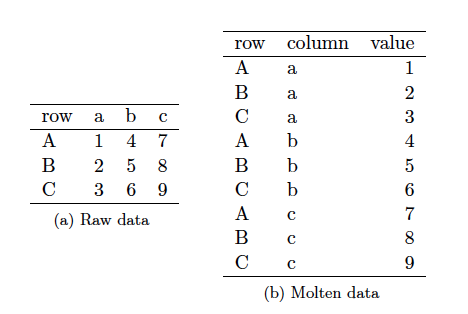 row a b c
A 1 4 7
B 2 5 8
C 3 6 9
(a) Raw data
row column value
A a 1
B a 2
C a 3
A b 4
B b 5
C b 6
A c 7
B c 8
C c 9
(b) Molten data